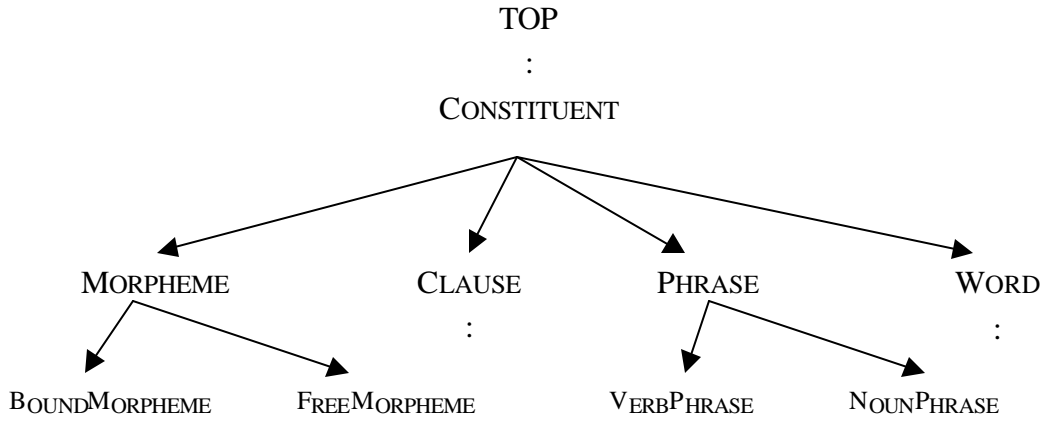 TOP
:
CONSTITUENT
MORPHEME CLAUSE PHRASE WORD
: :
BOUNDMORPHEME FREEMORPHEME VERBPHRASE NOUNPHRASE